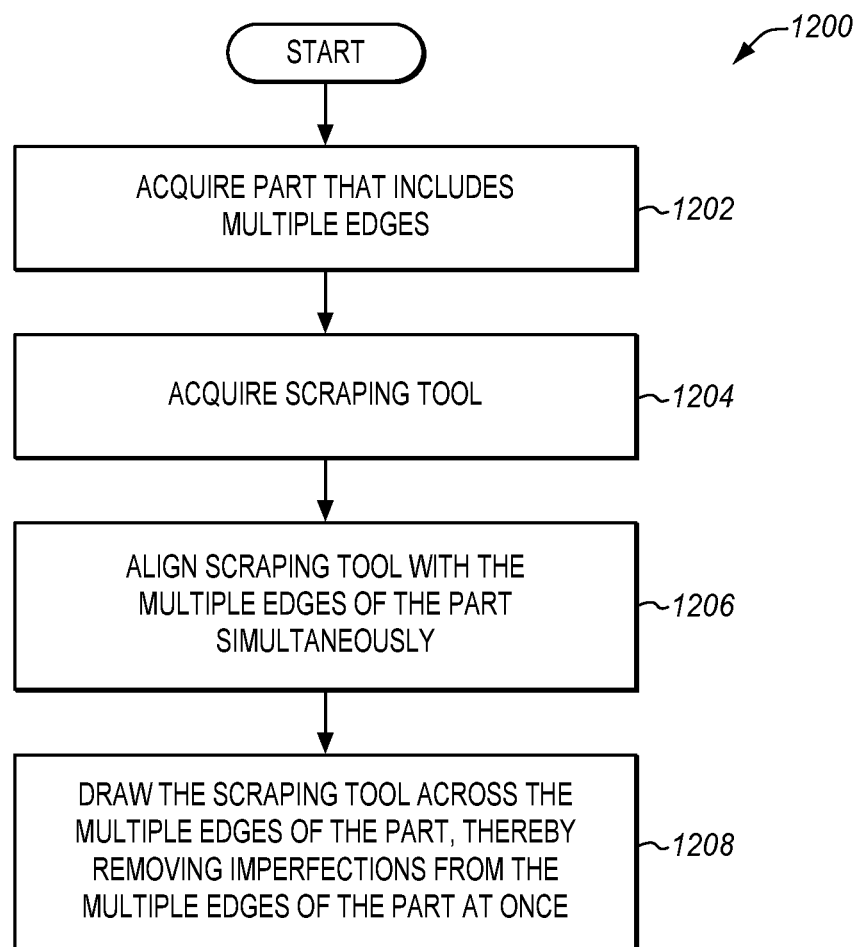 1200
START
ACQUIRE PART THAT INCLUDES
MULTIPLE EDGES
1202
ACQUIRE SCRAPING TOOL
1204
ALIGN SCRAPING TOOL WITH THE
MULTIPLE EDGES OF THE PART
SIMULTANEOUSLY
1206
DRAW THE SCRAPING TOOL ACROSS THE
MULTIPLE EDGES OF THE PART, THEREBY
REMOVING IMPERFECTIONS FROM THE
MULTIPLE EDGES OF THE PART AT ONCE
1208